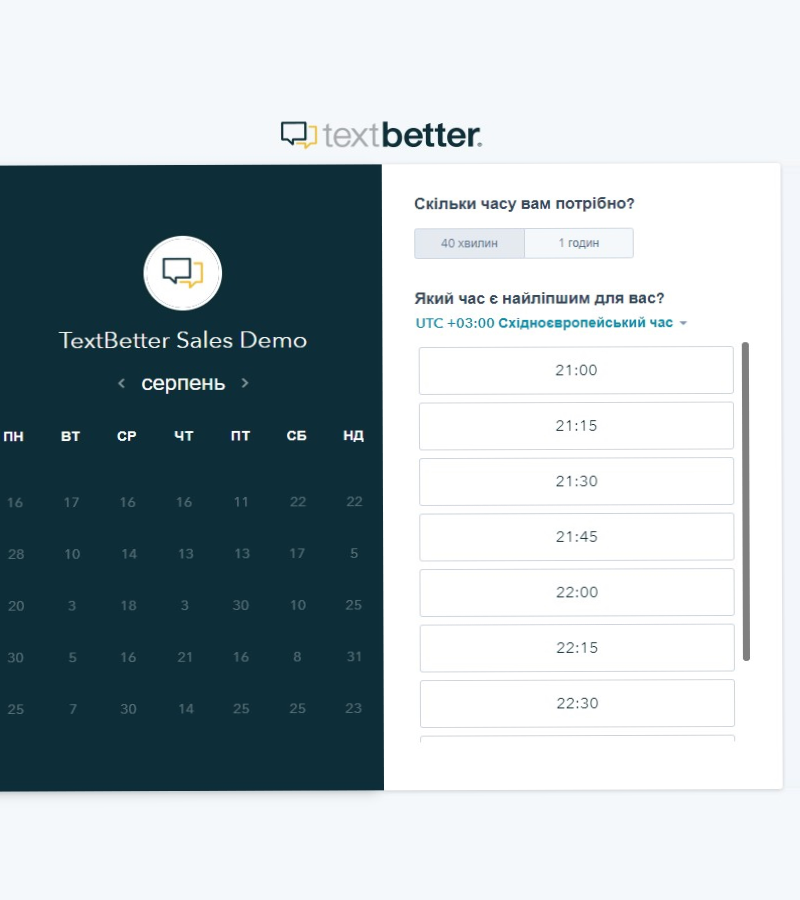 textbetter.
TextBetter Sales Demo
серпень
ПН ВТ СР ЧТ ПТ СБ НД
16 17 16 16 11 22 22
28 10 14 13 13 17 5
20 3 18 3 30 10 25
30 5 16 21 16 8 31
25 7 30 14 25 25 23
Скільки часу вам потрібно?
40 хвилин 1 годин
Який час є найліпшим для вас?
UTC +03:00 Східноєвропейський час
21:00
21:15
21:30
21:45
22:00
22:15
22:30